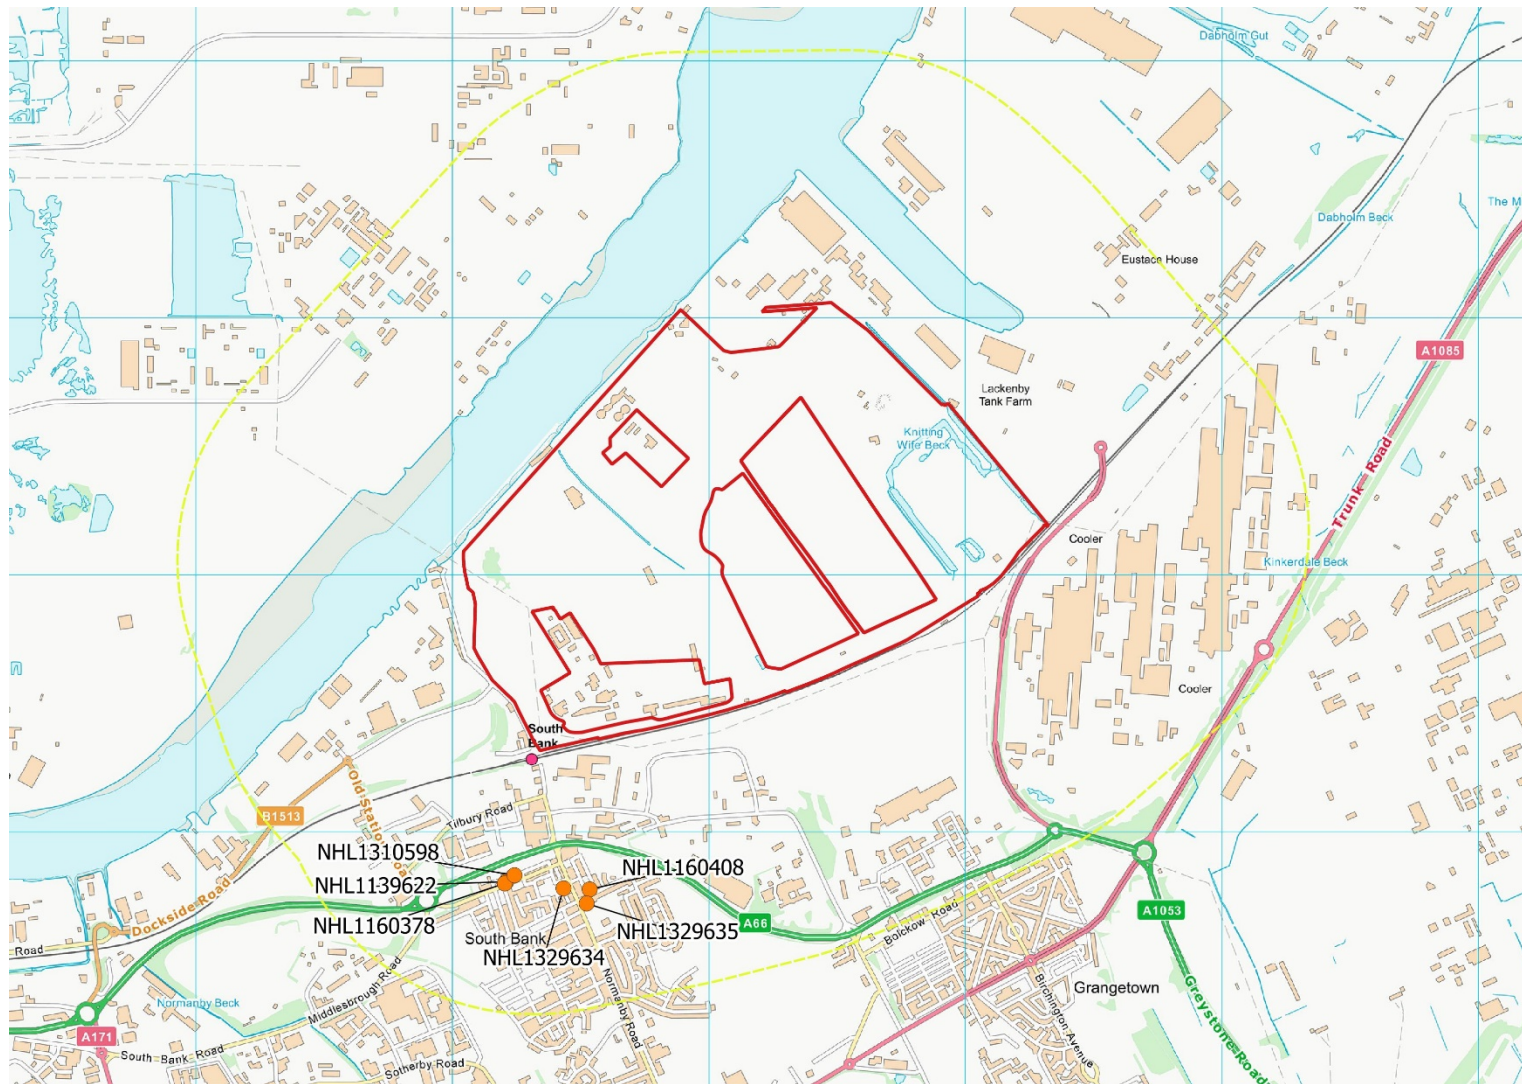 Dabholm Gut
Dabholm Beck
The M
Eustace House
A1085
Lackenby
Tank Farm
Knitting
Wife Beck
Trunk Road
Cooler
Kinkerdale Beck
Cooler
South
Bank
B1513
Old Station Road
Tilbury Road
NHL1310598
NHL1160408
NHL1139622
Dockside Road
NHL1160378
A66
A1053
Bolckow Road
NHL1329635
South Bank
NHL1329634
Road
Normanby Beck
Middlesbrough Road
Normanby Road
Grangetown
Birchington Avenue
Greystone Road
A171
South Bank Road
Sotherby Road